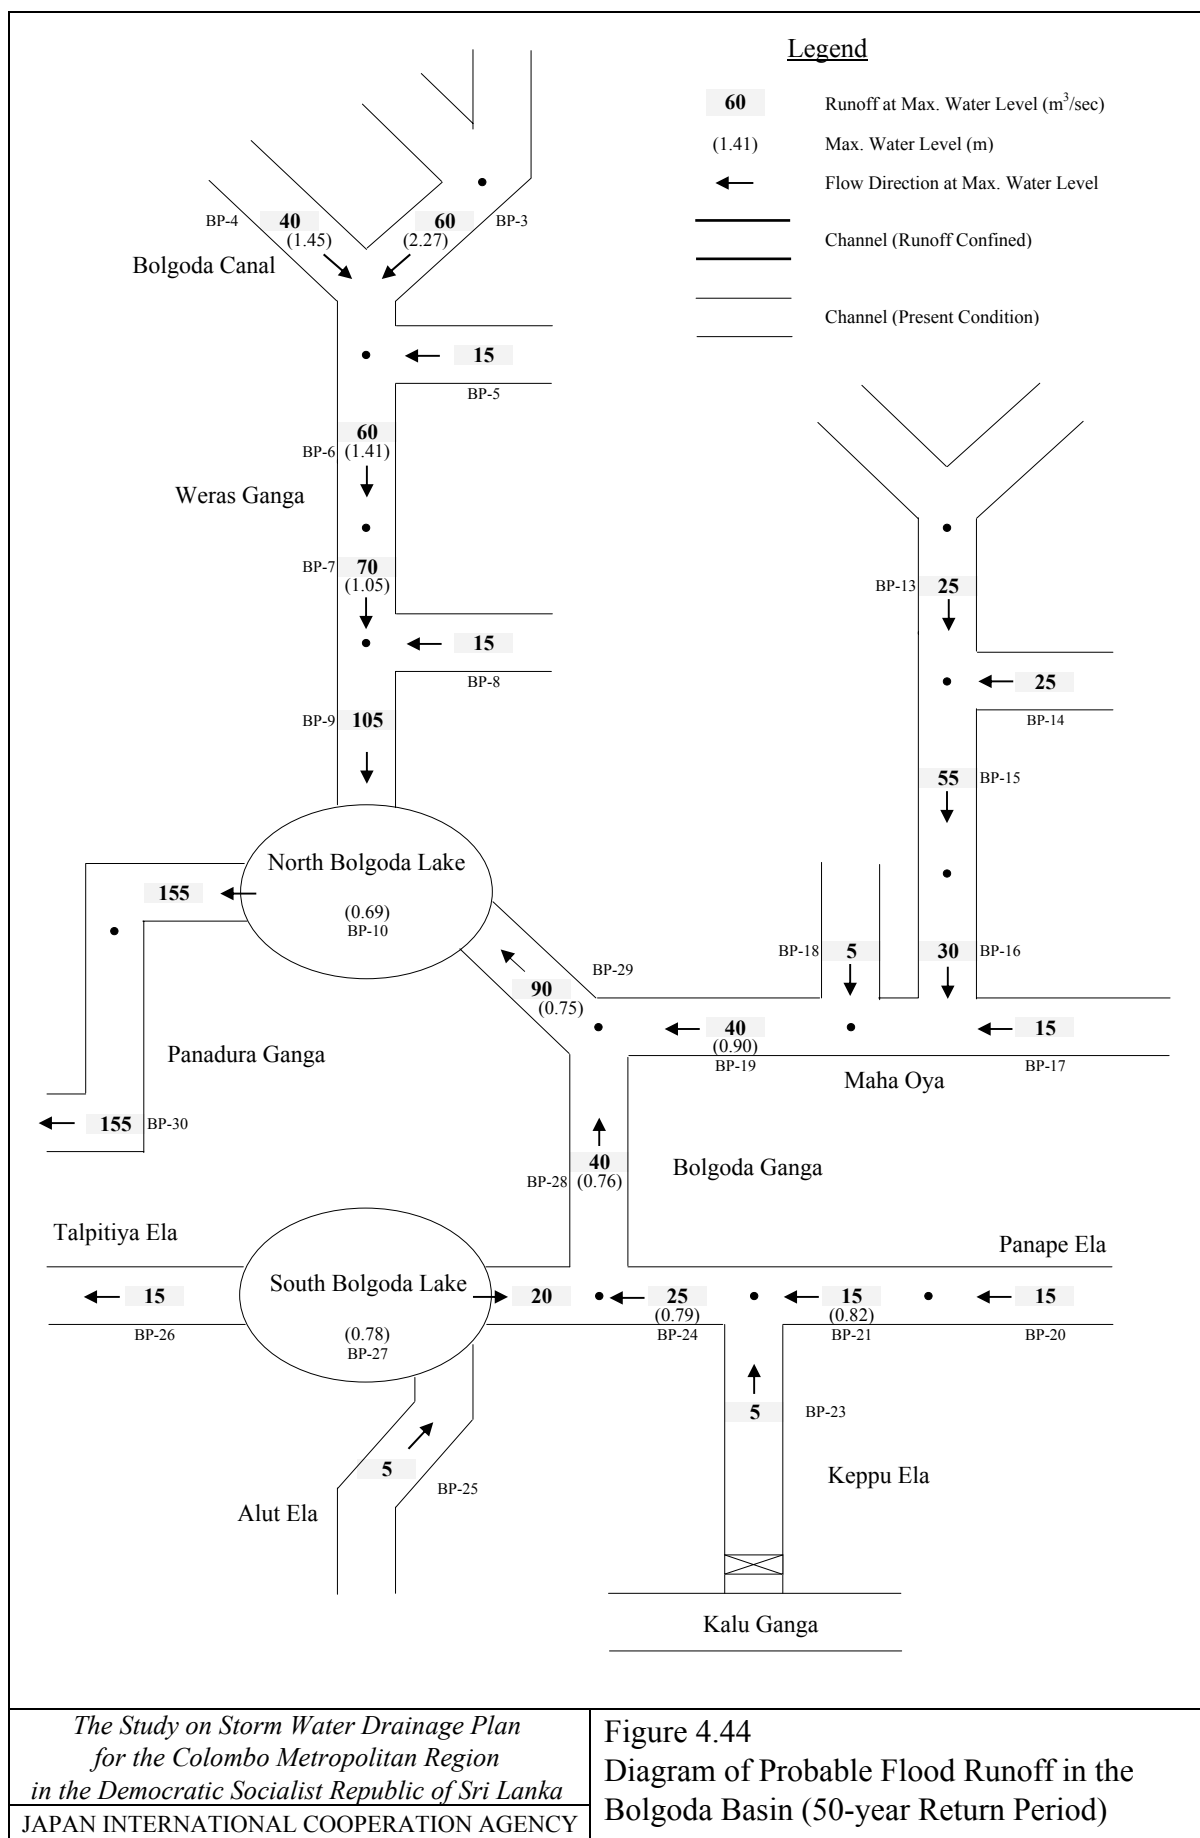 Legend
60 Runoff at Max. Water Level (m³/sec)
(1.41) Max. Water Level (m)
Flow Direction at Max. Water Level
Channel (Runoff Confined)
Channel (Present Condition)
BP-4
40
(1.45)
60
(2.27)
BP-3
Bolgoda Canal
15
BP-5
BP-6
60
(1.41)
Weras Ganga
BP-7
70
(1.05)
15
BP-8
BP-9
105
BP-13
25
25
BP-14
55
BP-15
North Bolgoda Lake
155
(0.69)
BP-10
BP-18
5
30
BP-16
BP-29
90
(0.75)
40
(0.90)
BP-19
15
BP-17
Panadura Ganga
Maha Oya
155
BP-30
BP-28
40
(0.76)
Bolgoda Ganga
Talpitiya Ela
Panape Ela
South Bolgoda Lake
15
BP-26
20
25
(0.79)
BP-24
15
(0.82)
BP-21
15
BP-20
(0.78)
BP-27
5
BP-23
5
BP-25
Keppu Ela
Alut Ela
Kalu Ganga
The Study on Storm Water Drainage Plan
for the Colombo Metropolitan Region
in the Democratic Socialist Republic of Sri Lanka
JAPAN INTERNATIONAL COOPERATION AGENCY
Figure 4.44
Diagram of Probable Flood Runoff in the
Bolgoda Basin (50-year Return Period)